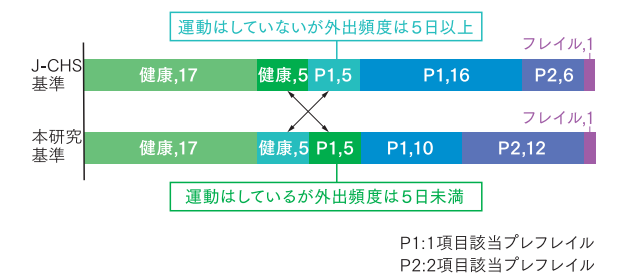 運動はしていないが外出頻度は5日以上
フレイル,1
J-CHS
基準
健康,17
健康,5
P1,5
P1,16
P2,6
フレイル,1
本研究
基準
健康,17
健康,5
P1,5
P1,10
P2,12
運動はしているが外出頻度は5日未満
P1:1項目該当プレフレイル
P2:2項目該当プレフレイル